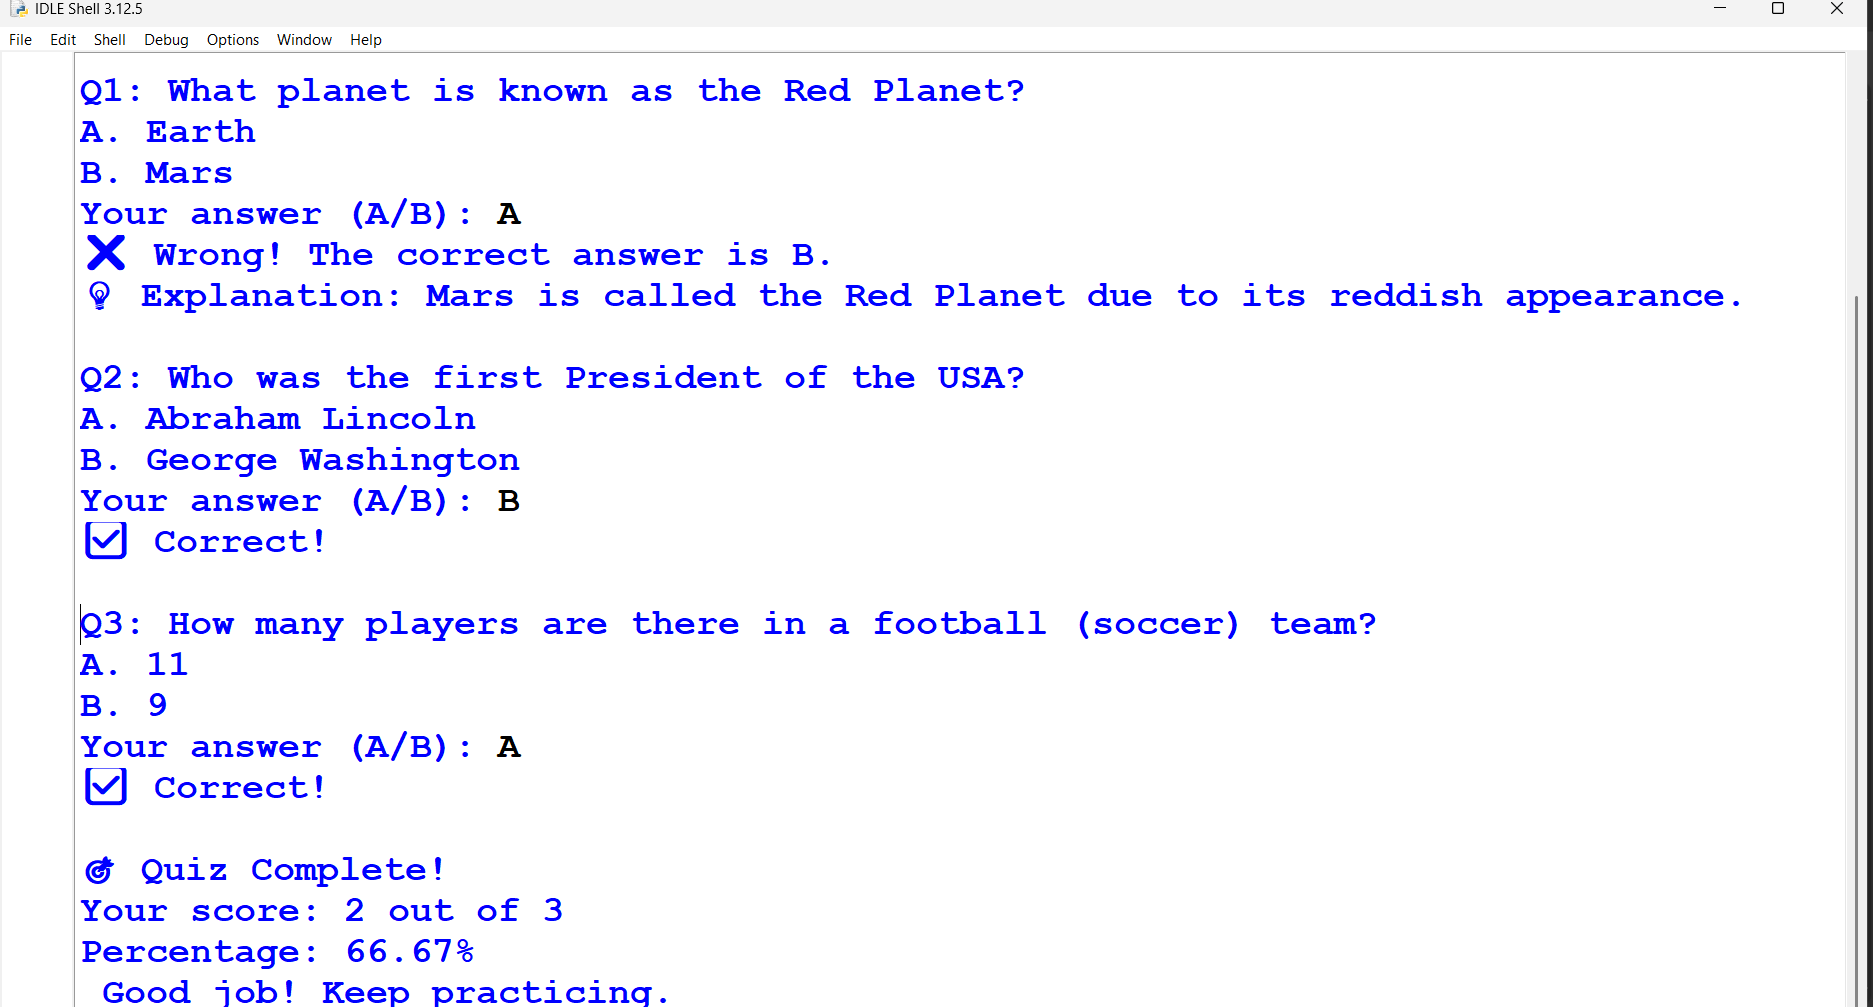 IDLE Shell 3.12.5
File Edit Shell Debug Options Window Help
Q1: What planet is known as the Red Planet?
A. Earth
B. Mars
Your answer (A/B): A
❌ Wrong! The correct answer is B.
💡 Explanation: Mars is called the Red Planet due to its reddish appearance.
Q2: Who was the first President of the USA?
A. Abraham Lincoln
B. George Washington
Your answer (A/B): B
✅ Correct!
Q3: How many players are there in a football (soccer) team?
A. 11
B. 9
Your answer (A/B): A
✅ Correct!
🎯 Quiz Complete!
Your score: 2 out of 3
Percentage: 66.67%
Good job! Keep practicing.